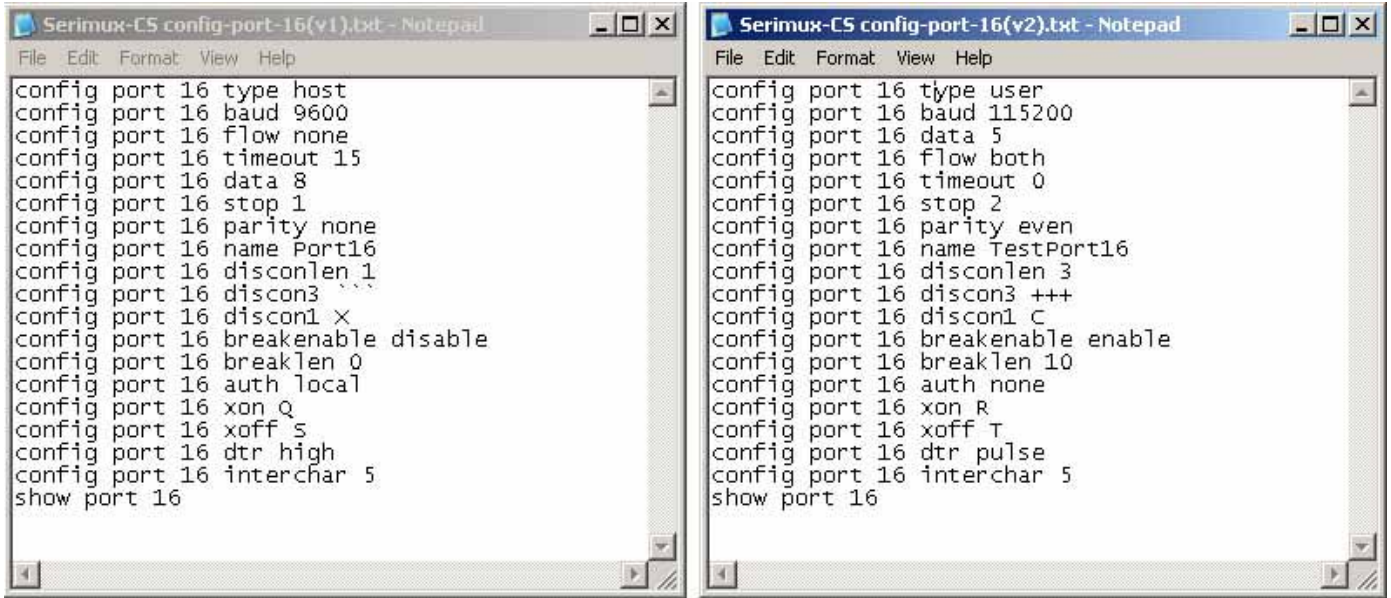 Serimux-CS config-port-16(v1).txt - Notepad
File Edit Format View Help
config port 16 type host
config port 16 baud 9600
config port 16 flow none
config port 16 timeout 15
config port 16 data 8
config port 16 stop 1
config port 16 parity none
config port 16 name Port16
config port 16 disconlen 1
config port 16 discon3 ```
config port 16 discon1 X
config port 16 breakenable disable
config port 16 breaklen 0
config port 16 auth local
config port 16 xon Q
config port 16 xoff S
config port 16 dtr high
config port 16 interchar 5
show port 16
Serimux-CS config-port-16(v2).txt - Notepad
File Edit Format View Help
config port 16 type user
config port 16 baud 115200
config port 16 data 5
config port 16 flow both
config port 16 timeout 0
config port 16 stop 2
config port 16 parity even
config port 16 name TestPort16
config port 16 disconlen 3
config port 16 discon3 +++
config port 16 discon1 C
config port 16 breakenable enable
config port 16 breaklen 10
config port 16 auth none
config port 16 xon R
config port 16 xoff T
config port 16 dtr pulse
config port 16 interchar 5
show port 16